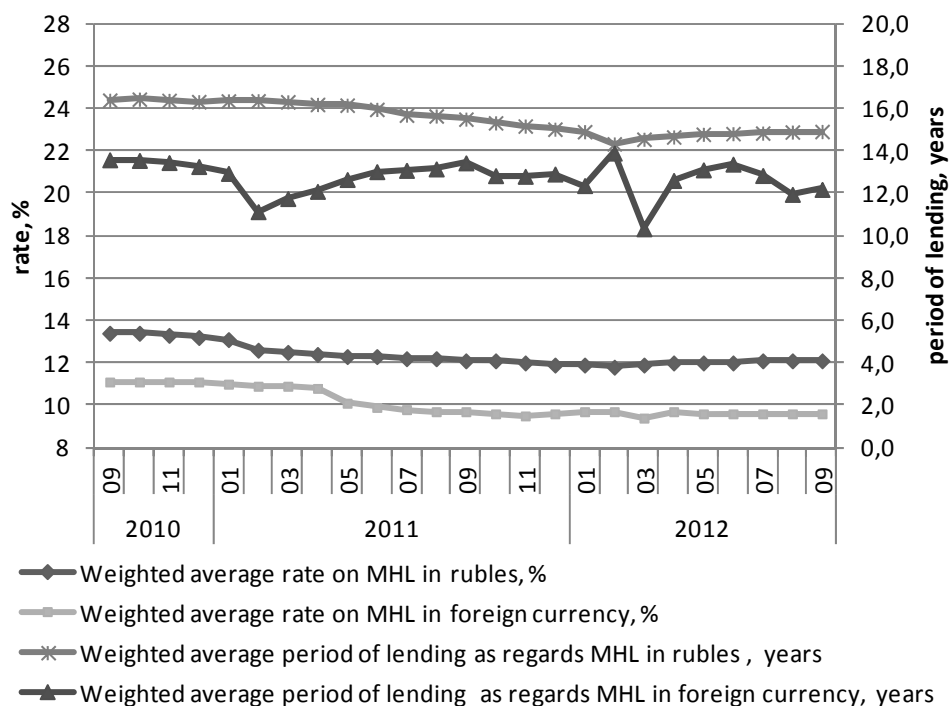 28
26
24
22
20
18
16
14
12
10
8
rate, %
20,0
18,0
16,0
14,0
12,0
10,0
8,0
6,0
4,0
2,0
0,0
period of lending, years
09 11 01 03 05 07 09 11 01 03 05 07 09
2010 2011 2012
Weighted average rate on MHL in rubles, %
Weighted average rate on MHL in foreign currency, %
Weighted average period of lending as regards MHL in rubles , years
Weighted average period of lending as regards MHL in foreign currency, years